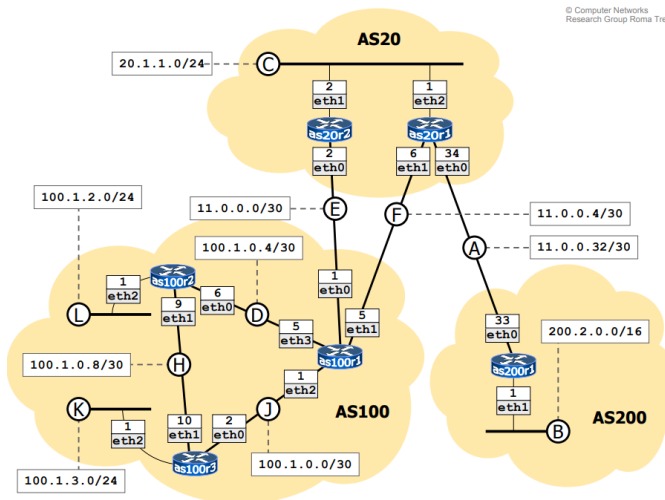 © Computer Networks
Research Group Roma Tre
AS20
20.1.1.0/24
C
2
eth1
1
eth2
as20r2
as20r1
2
eth0
6
eth1
34
eth0
100.1.2.0/24
11.0.0.0/30
E
F
11.0.0.4/30
100.1.0.4/30
A
11.0.0.32/30
1
eth2
as100r2
6
eth0
1
eth0
L
9
eth1
D
5
eth3
5
eth1
33
eth0
200.2.0.0/16
100.1.0.8/30
H
as100r1
as200r1
1
eth2
K
J
AS100
1
eth1
1
eth2
10
eth1
2
eth0
B
AS200
as100r3
100.1.3.0/24
100.1.0.0/30